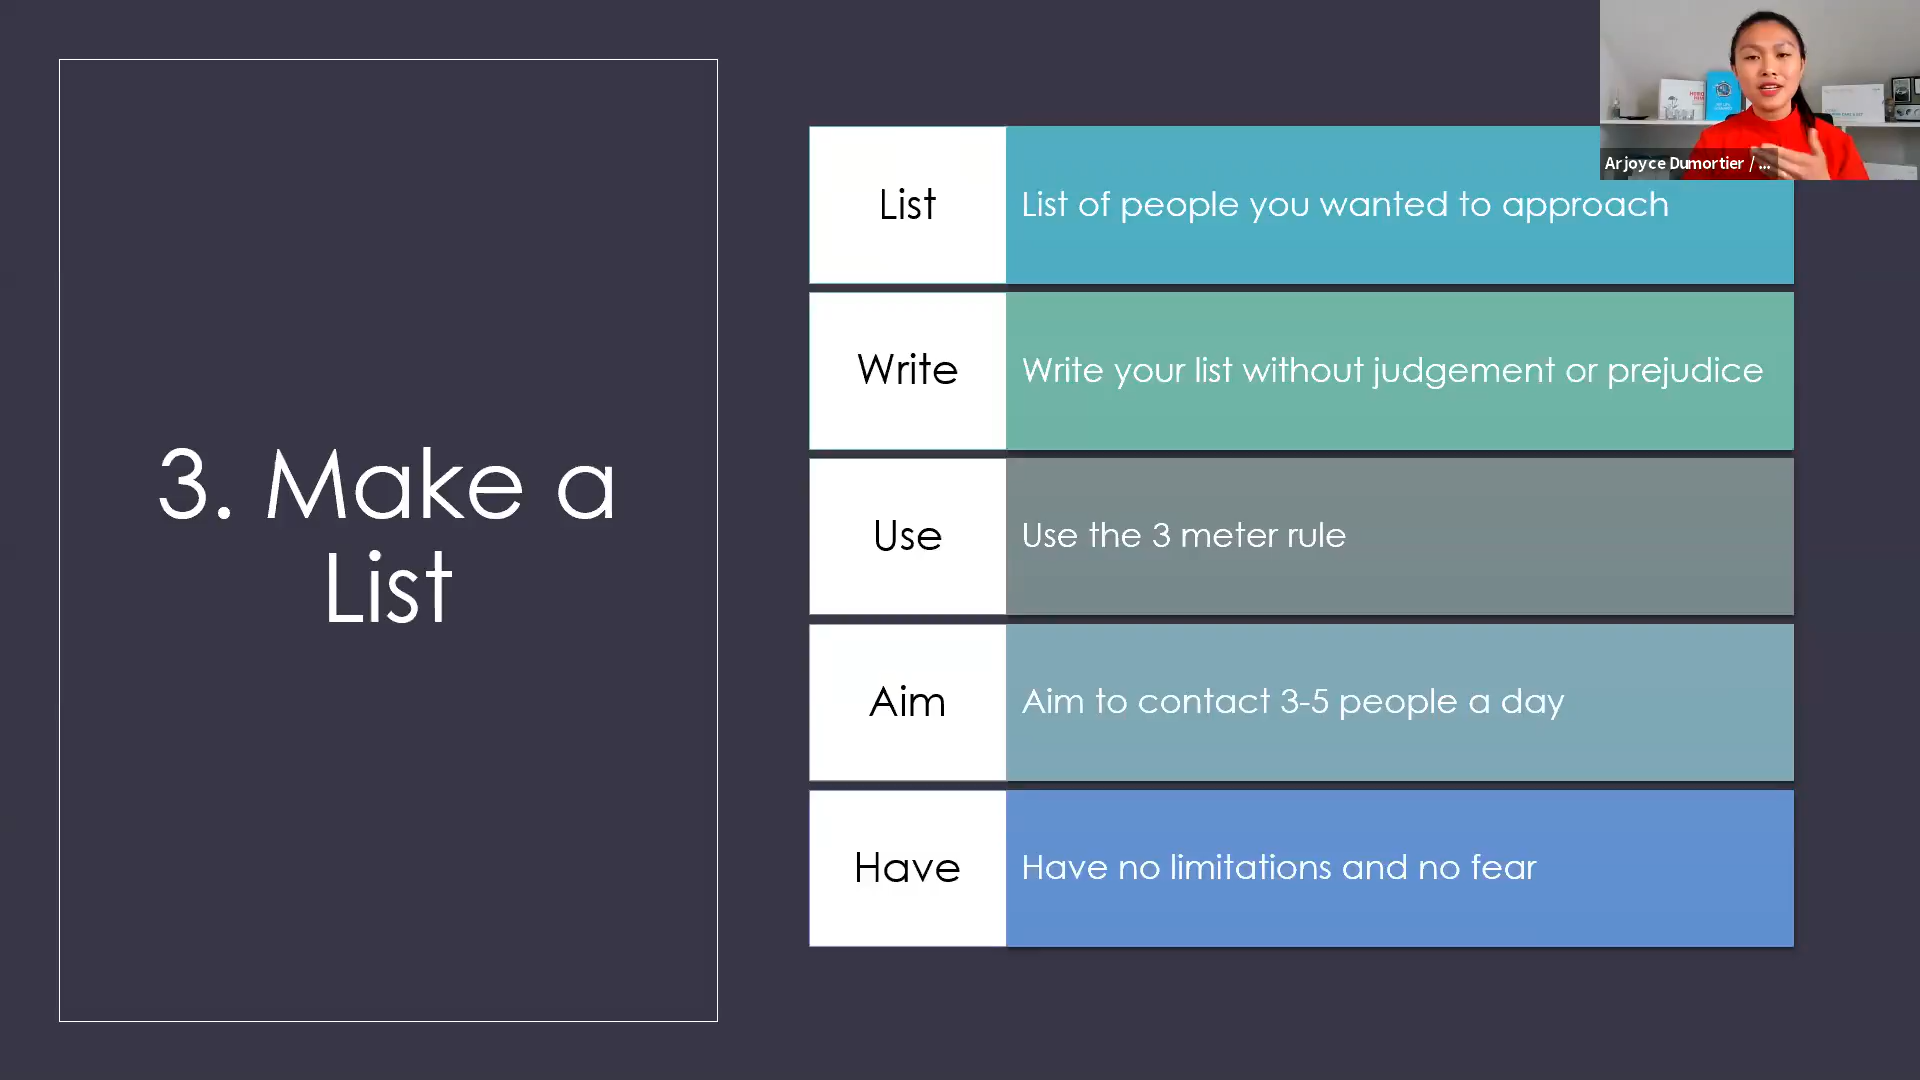 3. Make a
List
List
List of people you wanted to approach
Write
Write your list without judgement or prejudice
Use
Use the 3 meter rule
Aim
Aim to contact 3-5 people a day
Have
Have no limitations and no fear
Arjoyce Dumortier / ...